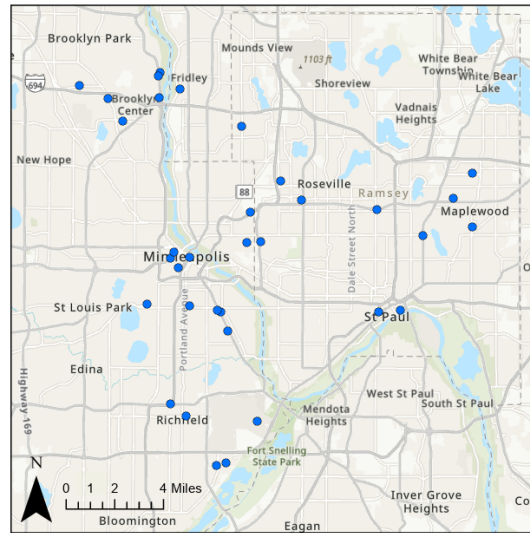 Brooklyn Park
Mounds View
1103 ft
White Bear
Township
694
Fridley
Shoreview
White Bear
Lake
Brooklyn
Center
Vadnais
Heights
New Hope
88
Roseville
Ramsey
Maplewood
Dale Street North
Minneapolis
St Louis Park
Portland Avenue
St Paul
Edina
Highway 169
West St Paul
South St Paul
Richfield
Mendota
Heights
Fort Snelling
State Park
N
0 1 2 4 Miles
Inver Grove
Heights
Co
Bloomington
Eagan